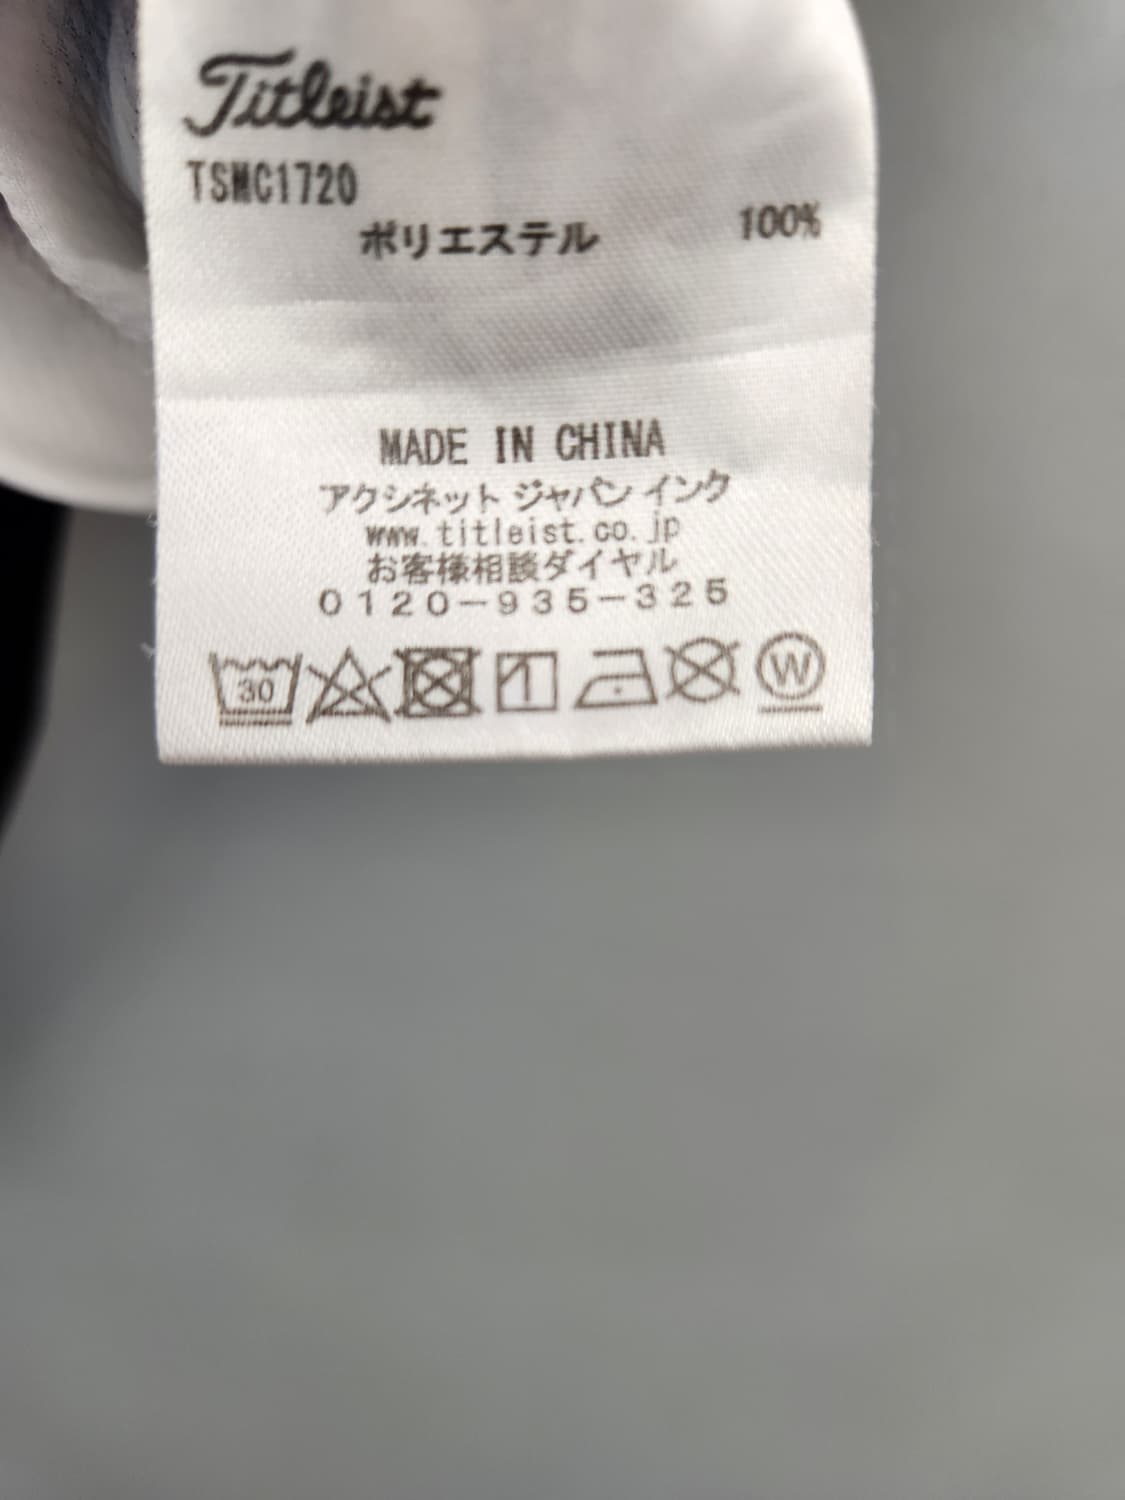 Titleist
TSMC1720
ポリエステル 100%
MADE IN CHINA
アクシネット ジャパン インク
www.titleist.co.jp
お客様相談ダイヤル
0120-935-325
30 W